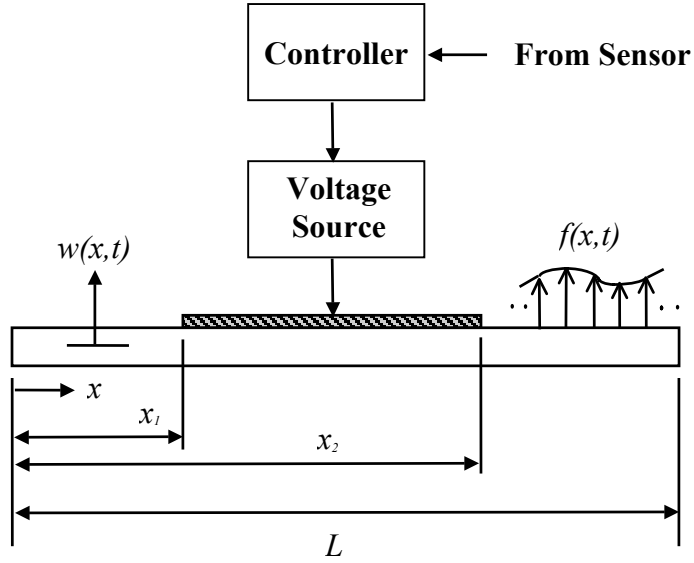 Controller
From Sensor
Voltage
Source
w(x,t)
f(x,t)
. .
. .
x
x1
x2
L